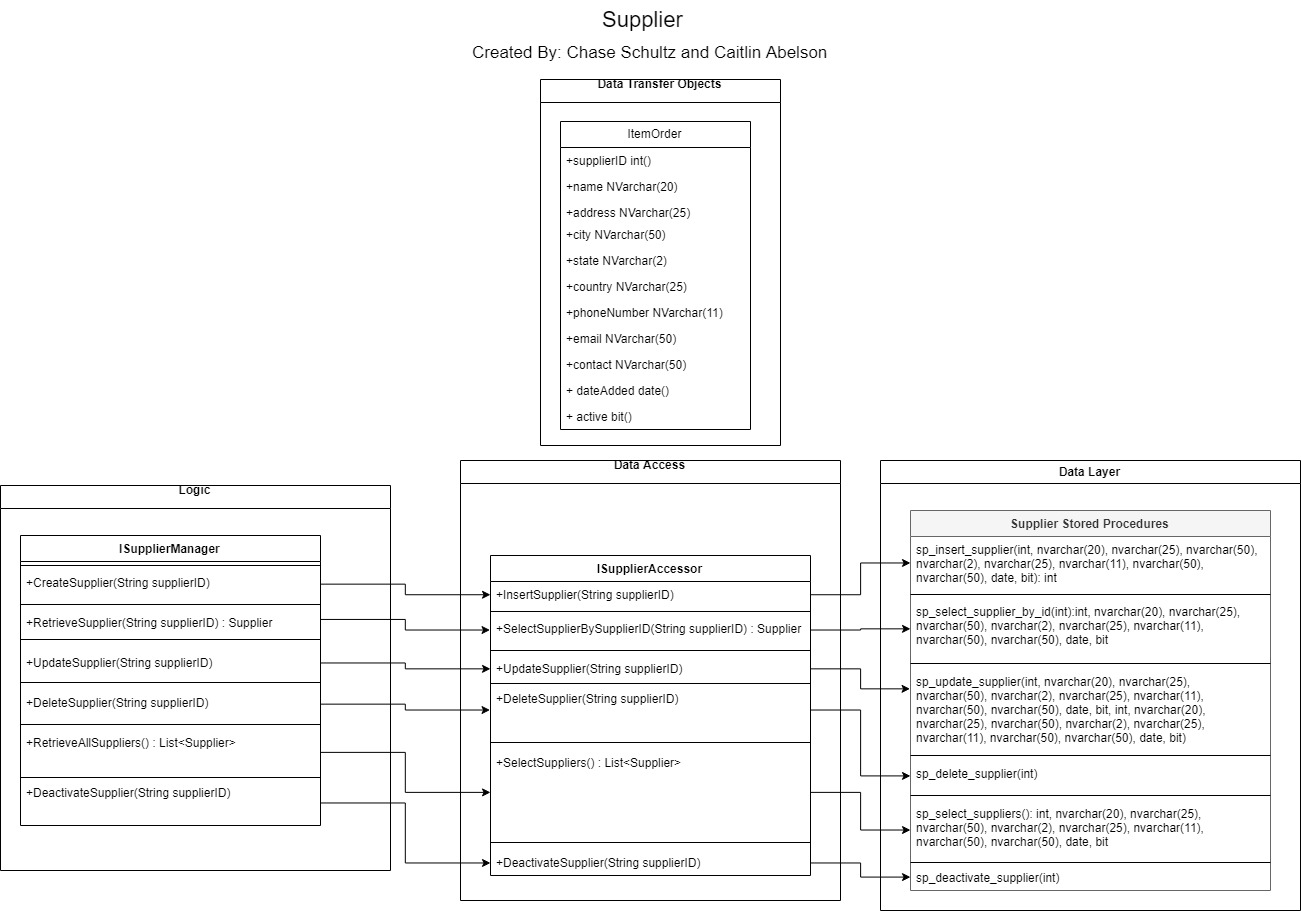 Supplier
Created By: Chase Schultz and Caitlin Abelson
Data Transfer Objects
ItemOrder
+supplierID int()
+name NVarchar(20)
+address NVarchar(25)
+city NVarchar(50)
+state NVarchar(2)
+country NVarchar(25)
+phoneNumber NVarchar(11)
+email NVarchar(50)
+contact NVarchar(50)
+ dateAdded date()
+ active bit()
Logic
ISupplierManager
+CreateSupplier(String supplierID)
+RetrieveSupplier(String supplierID) : Supplier
+UpdateSupplier(String supplierID)
+DeleteSupplier(String supplierID)
+RetrieveAllSuppliers() : List<Supplier>
+DeactivateSupplier(String supplierID)
Data Access
ISupplierAccessor
+InsertSupplier(String supplierID)
+SelectSupplierBySupplierID(String supplierID) : Supplier
+UpdateSupplier(String supplierID)
+DeleteSupplier(String supplierID)
+SelectSuppliers() : List<Supplier>
+DeactivateSupplier(String supplierID)
Data Layer
Supplier Stored Procedures
sp_insert_supplier(int, nvarchar(20), nvarchar(25), nvarchar(50),
nvarchar(2), nvarchar(25), nvarchar(11), nvarchar(50),
nvarchar(50), date, bit): int
sp_select_supplier_by_id(int):int, nvarchar(20), nvarchar(25),
nvarchar(50), nvarchar(2), nvarchar(25), nvarchar(11),
nvarchar(50), nvarchar(50), date, bit
sp_update_supplier(int, nvarchar(20), nvarchar(25),
nvarchar(50), nvarchar(2), nvarchar(25), nvarchar(11),
nvarchar(50), nvarchar(50), date, bit, int, nvarchar(20),
nvarchar(25), nvarchar(50), nvarchar(2), nvarchar(25),
nvarchar(11), nvarchar(50), nvarchar(50), date, bit)
sp_delete_supplier(int)
sp_select_suppliers(): int, nvarchar(20), nvarchar(25),
nvarchar(50), nvarchar(2), nvarchar(25), nvarchar(11),
nvarchar(50), nvarchar(50), date, bit
sp_deactivate_supplier(int)